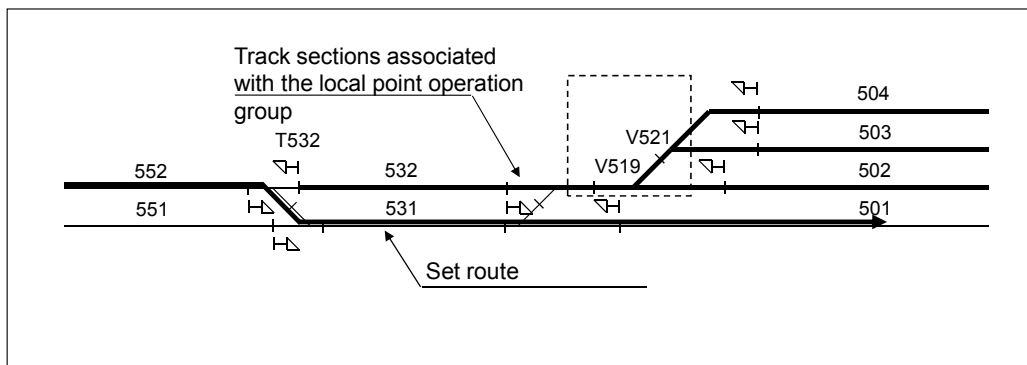 Track sections associated
with the local point operation
group
504
T532
V521
503
V519
552
532
502
551
531
501
Set route